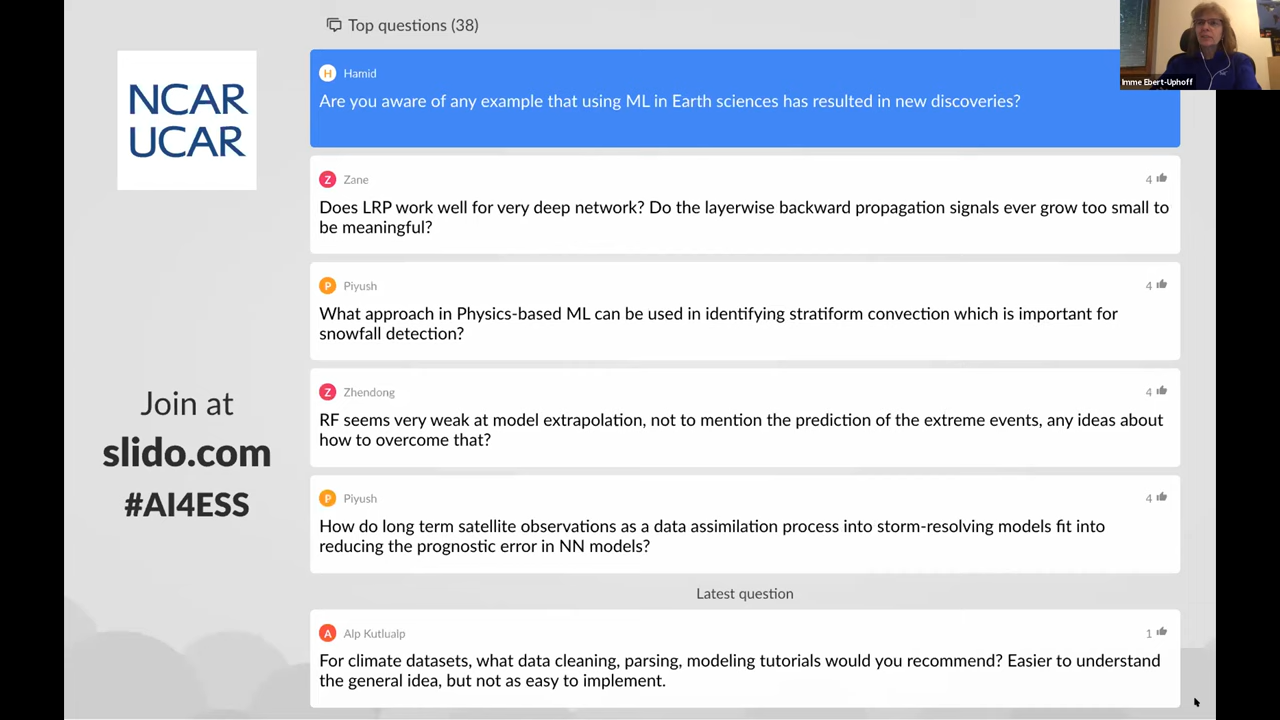 Top questions (38)
NCAR
UCAR
H Hamid
Are you aware of any example that using ML in Earth sciences has resulted in new discoveries?
Imme Ebert-Uphoff
Z Zane 4
Does LRP work well for very deep network? Do the layerwise backward propagation signals ever grow too small to
be meaningful?
P Piyush 4
What approach in Physics-based ML can be used in identifying stratiform convection which is important for
snowfall detection?
Z Zhendong 4
RF seems very weak at model extrapolation, not to mention the prediction of the extreme events, any ideas about
how to overcome that?
P Piyush 4
How do long term satellite observations as a data assimilation process into storm-resolving models fit into
reducing the prognostic error in NN models?
Join at
slido.com
#AI4ESS
Latest question
A Alp Kutlualp 1
For climate datasets, what data cleaning, parsing, modeling tutorials would you recommend? Easier to understand
the general idea, but not as easy to implement.